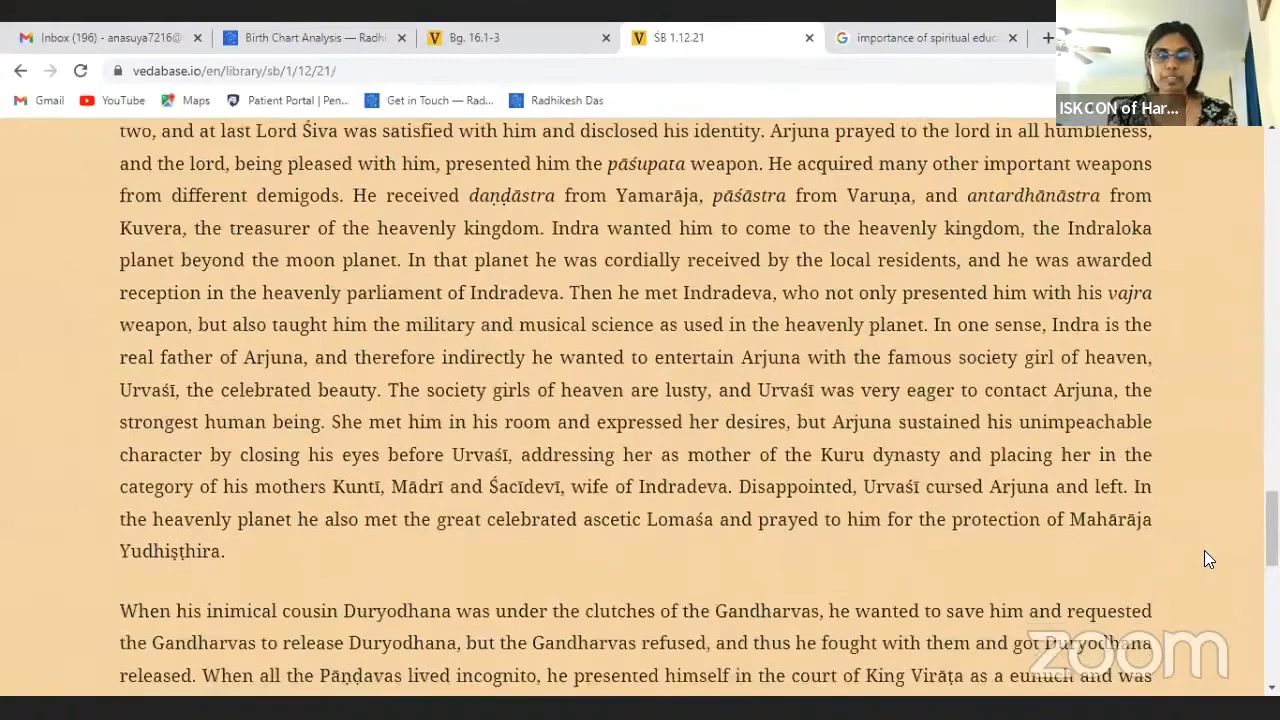 Inbox (196) - anasuya7216@
Birth Chart Analysis — Radhi
Bg. 16.1-3
ŚB 1.12.21
importance of spiritual educ
vedabase.io/en/library/sb/1/12/21/
Gmail
YouTube
Maps
Patient Portal | Pen...
Get in Touch — Rad...
Radhikesh Das
ISKCON of Har...
two, and at last Lord Śiva was satisfied with him and disclosed his identity. Arjuna prayed to the lord in all humbleness,
and the lord, being pleased with him, presented him the pāśupata weapon. He acquired many other important weapons
from different demigods. He received daṇḍāstra from Yamarāja, pāśāstra from Varuṇa, and antardhānāstra from
Kuvera, the treasurer of the heavenly kingdom. Indra wanted him to come to the heavenly kingdom, the Indraloka
planet beyond the moon planet. In that planet he was cordially received by the local residents, and he was awarded
reception in the heavenly parliament of Indradeva. Then he met Indradeva, who not only presented him with his vajra
weapon, but also taught him the military and musical science as used in the heavenly planet. In one sense, Indra is the
real father of Arjuna, and therefore indirectly he wanted to entertain Arjuna with the famous society girl of heaven,
Urvaśī, the celebrated beauty. The society girls of heaven are lusty, and Urvaśī was very eager to contact Arjuna, the
strongest human being. She met him in his room and expressed her desires, but Arjuna sustained his unimpeachable
character by closing his eyes before Urvaśī, addressing her as mother of the Kuru dynasty and placing her in the
category of his mothers Kuntī, Mādrī and Śacīdevī, wife of Indradeva. Disappointed, Urvaśī cursed Arjuna and left. In
the heavenly planet he also met the great celebrated ascetic Lomaśa and prayed to him for the protection of Mahārāja
Yudhiṣṭhira.
When his inimical cousin Duryodhana was under the clutches of the Gandharvas, he wanted to save him and requested
the Gandharvas to release Duryodhana, but the Gandharvas refused, and thus he fought with them and got Duryodhana
released. When all the Pāṇḍavas lived incognito, he presented himself in the court of King Virāṭa as a eunuch and was
zoom